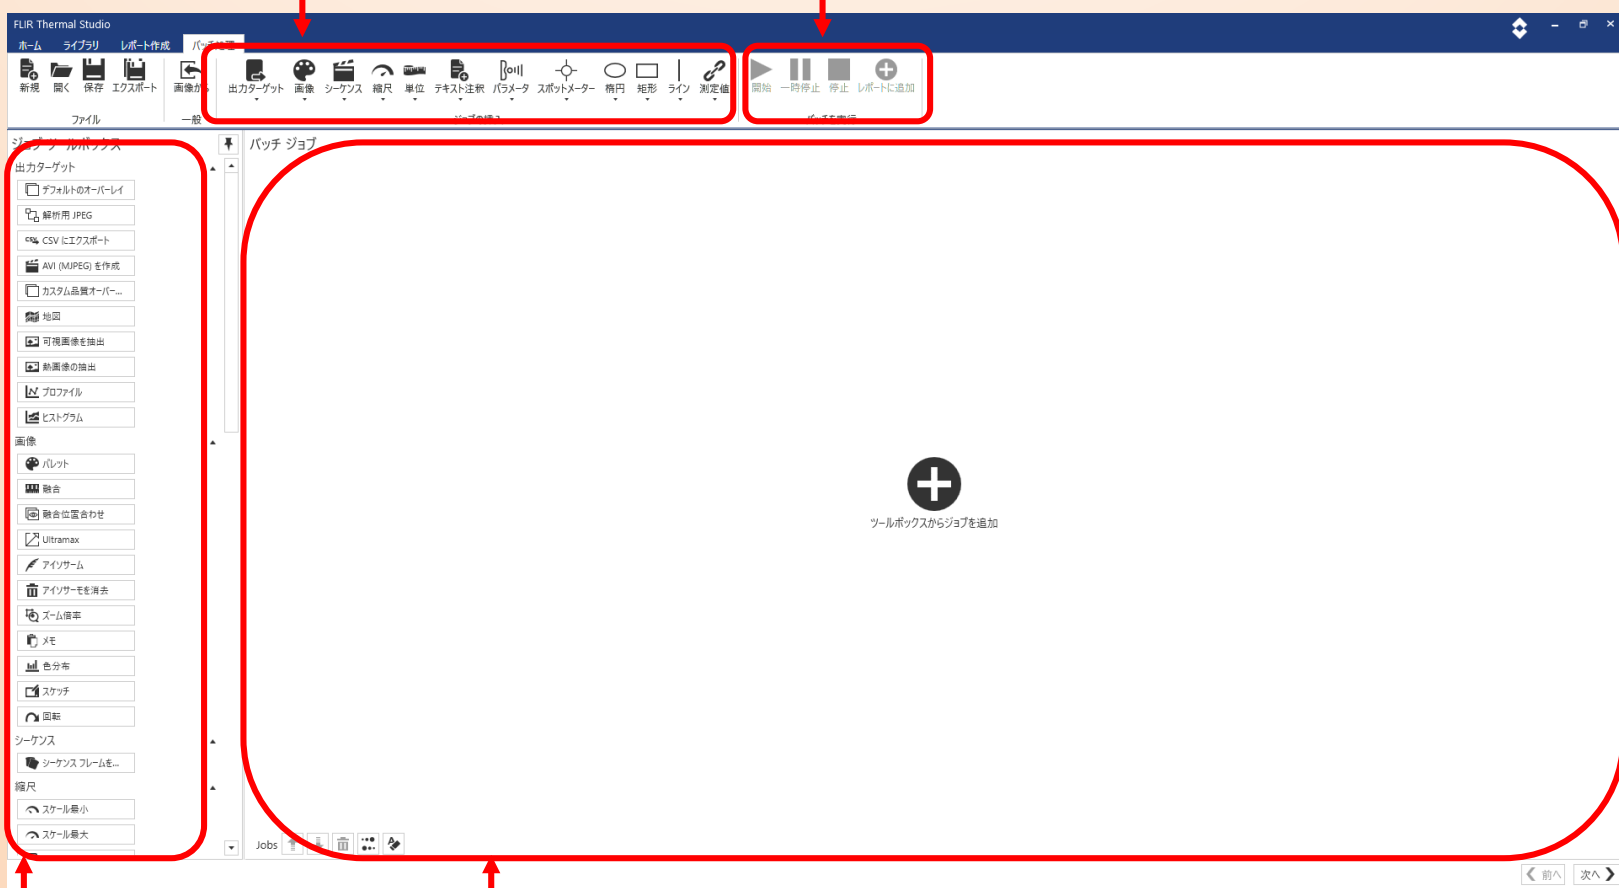 FLIR Thermal Studio
ホーム ライブラリ レポート作成
新規 開く 保存 エクスポート 画像から 出力ターゲット 画像 シーケンス 縮尺 単位 テキスト注釈 パラメータ スポットメーター 楕円 矩形 ライン 測定値 開始 一時停止 停止 レポートに追加
ファイル 一般
バッチ ジョブ
出力ターゲット
デフォルトのオーバーレイ
解析用 JPEG
CSV にエクスポート
AVI (MJPEG) を作成
カスタム品質オーバー...
地図
可視画像を抽出
熱画像の抽出
プロファイル
ヒストグラム
画像
パレット
融合
融合位置合わせ
Ultramax
アイソサーム
アイソサーモを消去
ズーム倍率
メモ
色分布
スケッチ
回転
シーケンス
シーケンス フレームを...
縮尺
スケール最小
スケール最大
ツールボックスからジョブを追加
Jobs
前へ 次へ